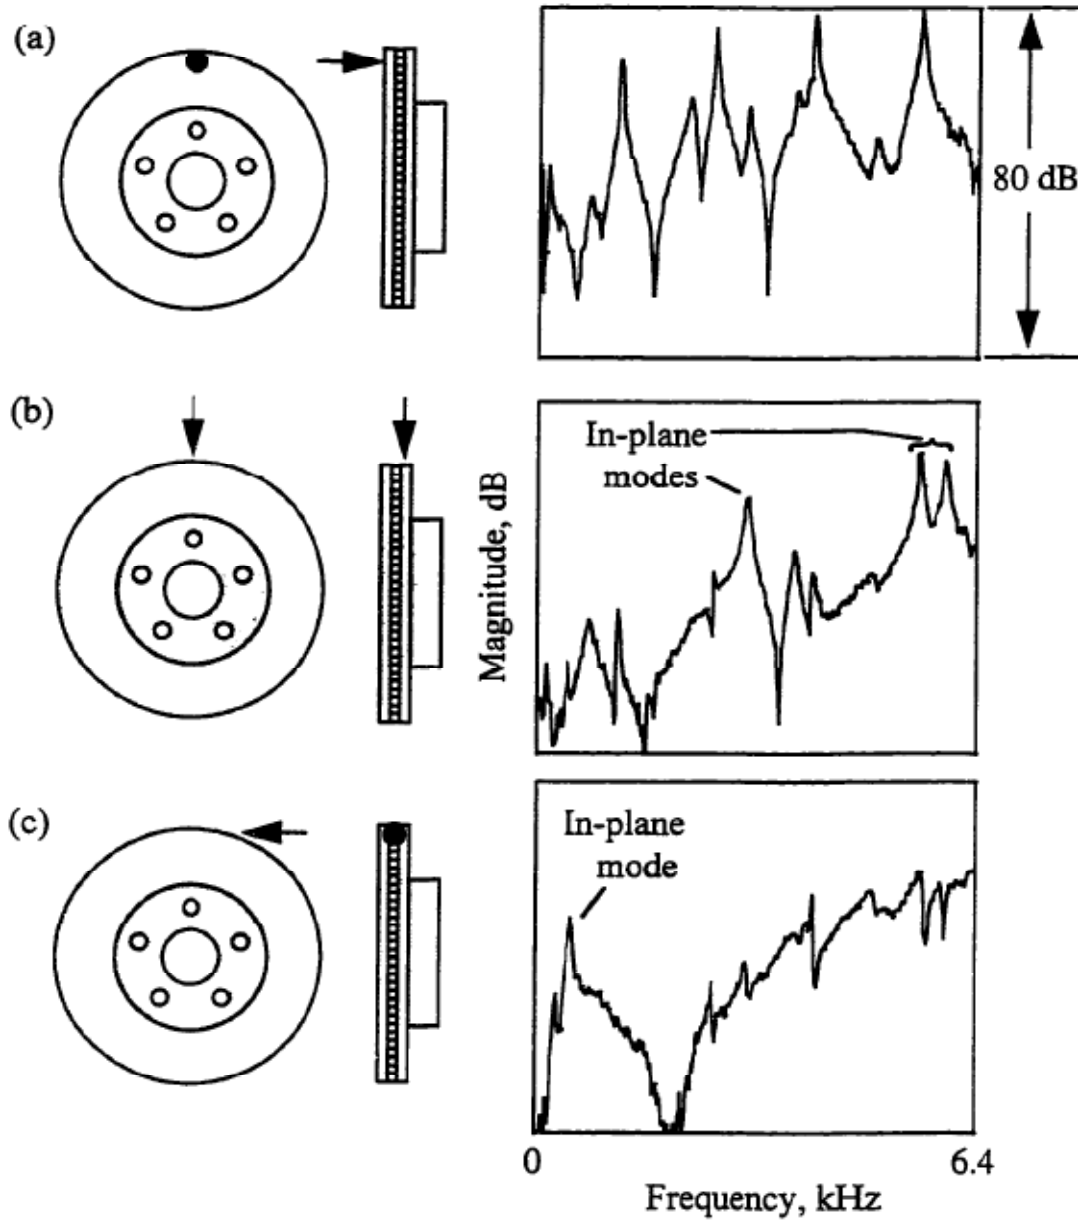 (a)
80 dB
(b)
In-plane
modes
Magnitude, dB
(c)
In-plane
mode
0
6.4
Frequency, kHz